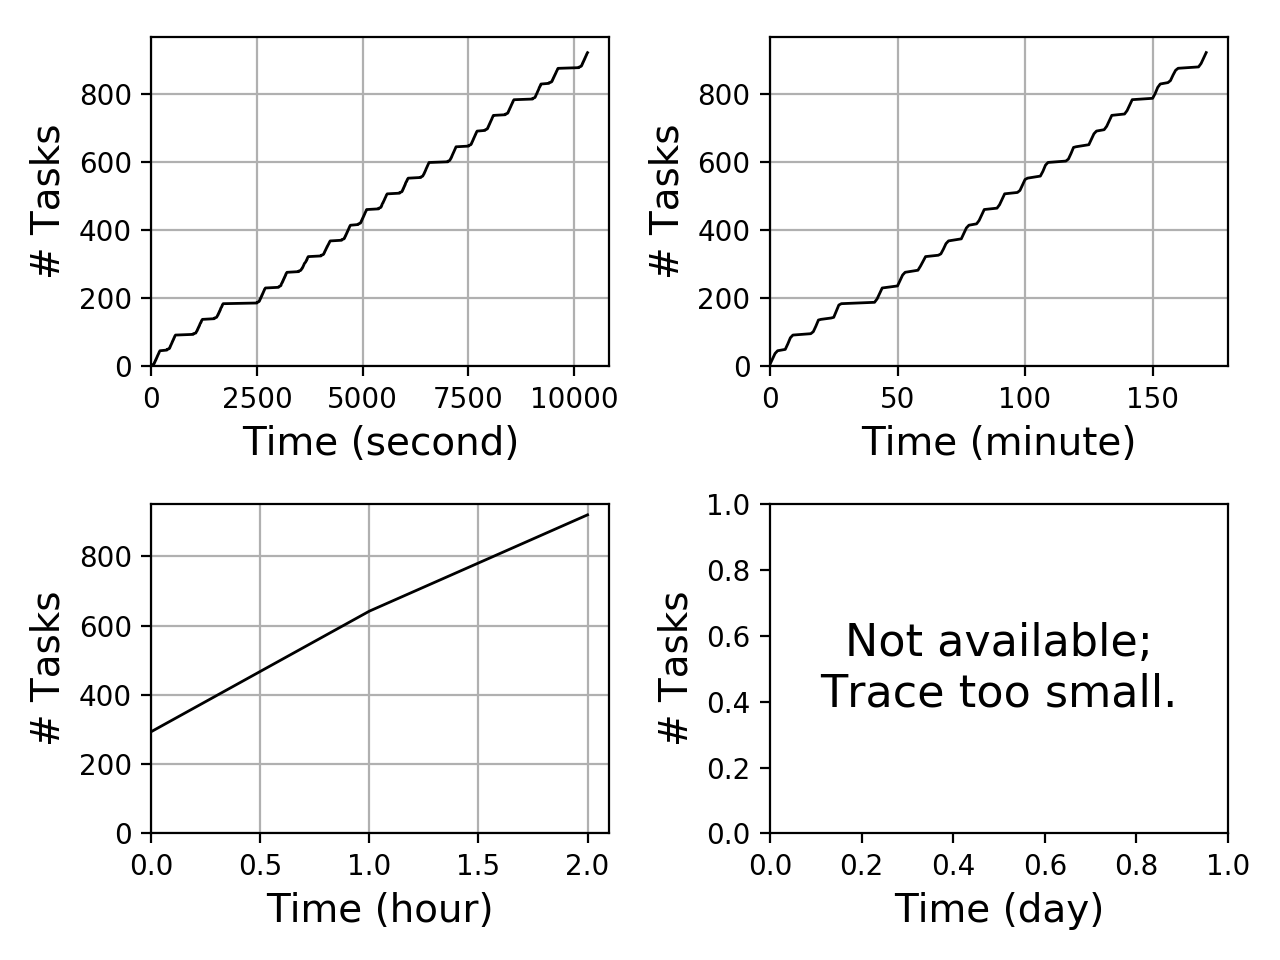 800
600
400
200
0
# Tasks
0 2500 5000 7500 10000
Time (second)
800
600
400
200
0
# Tasks
0 50 100 150
Time (minute)
800
600
400
200
0
# Tasks
0.0 0.5 1.0 1.5 2.0
Time (hour)
1.0
0.8
0.6
0.4
0.2
0.0
# Tasks
Not available;
Trace too small.
0.0 0.2 0.4 0.6 0.8 1.0
Time (day)